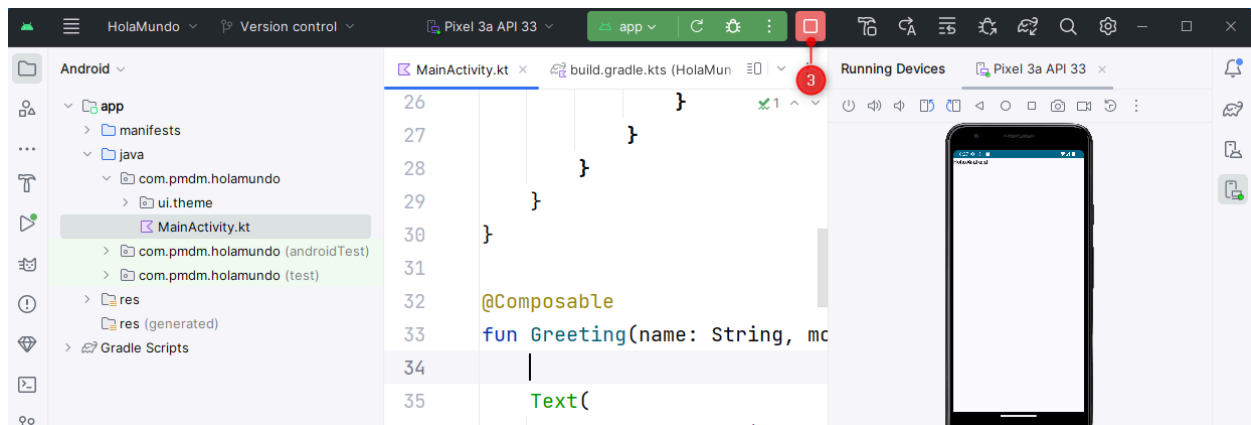 HolaMundo Version control Pixel 3a API 33 app
Android
MainActivity.kt build.gradle.kts (HolaMun
Running Devices Pixel 3a API 33
3
app
manifests
java
com.pmdm.holamundo
ui.theme
MainActivity.kt
com.pmdm.holamundo (androidTest)
com.pmdm.holamundo (test)
res
res (generated)
Gradle Scripts
1
26 }
27 }
28 }
29 }
30 }
31
32 @Composable
33 fun Greeting(name: String, mo
34
35 Text(